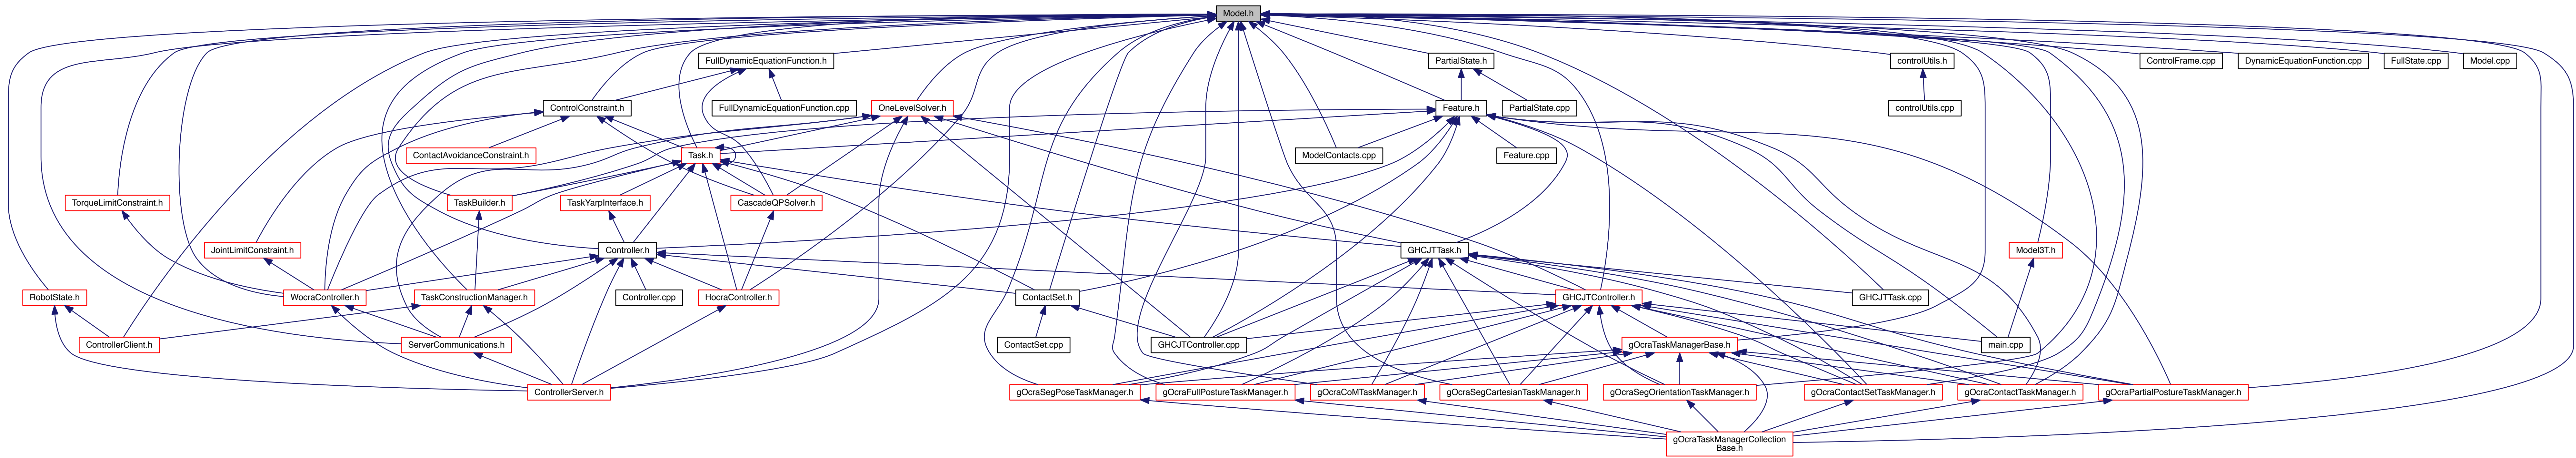 Model.h
FullDynamicEquationFunction.h
PartialState.h
controlUtils.h
ControlFrame.cpp
DynamicEquationFunction.cpp
FullState.cpp
Model.cpp
ControlConstraint.h
FullDynamicEquationFunction.cpp
OneLevelSolver.h
Feature.h
PartialState.cpp
controlUtils.cpp
ContactAvoidanceConstraint.h
Task.h
ModelContacts.cpp
Feature.cpp
TorqueLimitConstraint.h
TaskBuilder.h
TaskYarpInterface.h
CascadeQPSolver.h
JointLimitConstraint.h
Controller.h
GHCJTTask.h
Model3T.h
RobotState.h
WocraController.h
TaskConstructionManager.h
Controller.cpp
HocraController.h
ContactSet.h
GHCJTController.h
GHCJTTask.cpp
ControllerClient.h
ServerCommunications.h
ContactSet.cpp
GHCJTController.cpp
gOcraTaskManagerBase.h
main.cpp
ControllerServer.h
gOcraSegPoseTaskManager.h
gOcraFullPostureTaskManager.h
gOcraCoMTaskManager.h
gOcraSegCartesianTaskManager.h
gOcraSegOrientationTaskManager.h
gOcraContactSetTaskManager.h
gOcraContactTaskManager.h
gOcraPartialPostureTaskManager.h
gOcraTaskManagerCollection
Base.h